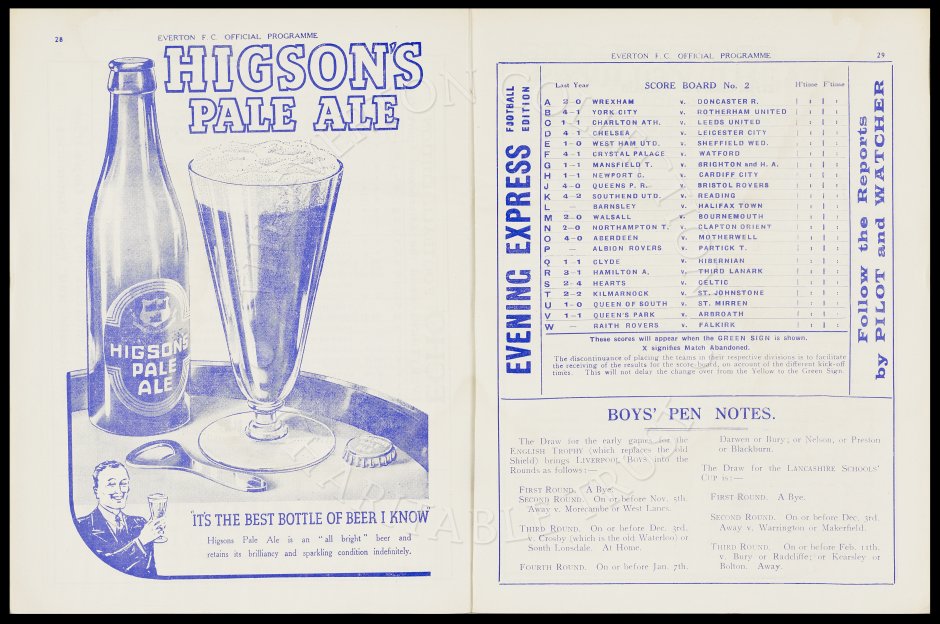 28
EVERTON F. C. OFFICIAL PROGRAMME
HIGSON'S
PALE ALE
HIGSON'S
PALE
ALE
"IT'S THE BEST BOTTLE OF BEER I KNOW"
Higsons Pale Ale is an "all bright" beer and
retains its brilliancy and sparkling condition indefinitely.
EVERTON F. C. OFFICIAL PROGRAMME
29
EVENING EXPRESS FOOTBALL EDITION
Last Year SCORE BOARD No. 2 H'time F'time
A 2-0 WREXHAM v. DONCASTER R.
B 4-1 YORK CITY v. ROTHERHAM UNITED
C 1-1 CHARLTON ATH. v. LEEDS UNITED
D 4-1 CHELSEA v. LEICESTER CITY
E 1-0 WEST HAM UTD. v. SHEFFIELD WED.
F 4-1 CRYSTAL PALACE v. WATFORD
G 1-1 MANSFIELD T. v. BRIGHTON and H. A.
H 1-1 NEWPORT C. v. CARDIFF CITY
J 4-0 QUEENS P. R. v. BRISTOL ROVERS
K 4-2 SOUTHEND UTD. v. READING
L - BARNSLEY v. HALIFAX TOWN
M 2-0 WALSALL v. BOURNEMOUTH
N 2-0 NORTHAMPTON T. v. CLAPTON ORIENT
O 4-0 ABERDEEN v. MOTHERWELL
P - ALBION ROVERS v. PARTICK T.
Q 1-1 CLYDE v. HIBERNIAN
R 3-1 HAMILTON A. v. THIRD LANARK
S 2-4 HEARTS v. CELTIC
T 2-2 KILMARNOCK v. ST. JOHNSTONE
U 1-0 QUEEN OF SOUTH v. ST. MIRREN
V 1-1 QUEEN'S PARK v. ARBROATH
W - RAITH ROVERS v. FALKIRK
These scores will appear when the GREEN SIGN is shown.
X signifies Match Abandoned.
The discontinuance of placing the teams in their respective divisions is to facilitate
the receiving of the results for the score-board, on account of the different kick-off
times. This will not delay the change over from the Yellow to the Green Sign.
Follow the Reports
by PILOT and WATCHER
BOYS' PEN NOTES.
The Draw for the early games for the
ENGLISH TROPHY (which replaces the old
Shield) brings LIVERPOOL BOYS into the
Rounds as follows:—
FIRST ROUND. A Bye.
SECOND ROUND. On or before Nov. 5th.
Away v. Morecambe or West Lancs.
THIRD ROUND. On or before Dec. 3rd.
v. Crosby (which is the old Waterloo) or
South Lonsdale. At Home.
FOURTH ROUND. On or before Jan. 7th.
Darwen or Bury; or Nelson, or Preston
or Blackburn.
The Draw for the LANCASHIRE SCHOOLS'
CUP is:—
FIRST ROUND. A Bye.
SECOND ROUND. On or before Dec. 3rd.
Away v. Warrington or Makerfield.
THIRD ROUND. On or before Feb. 11th.
v. Bury or Radcliffe; or Kearsley or
Bolton. Away.